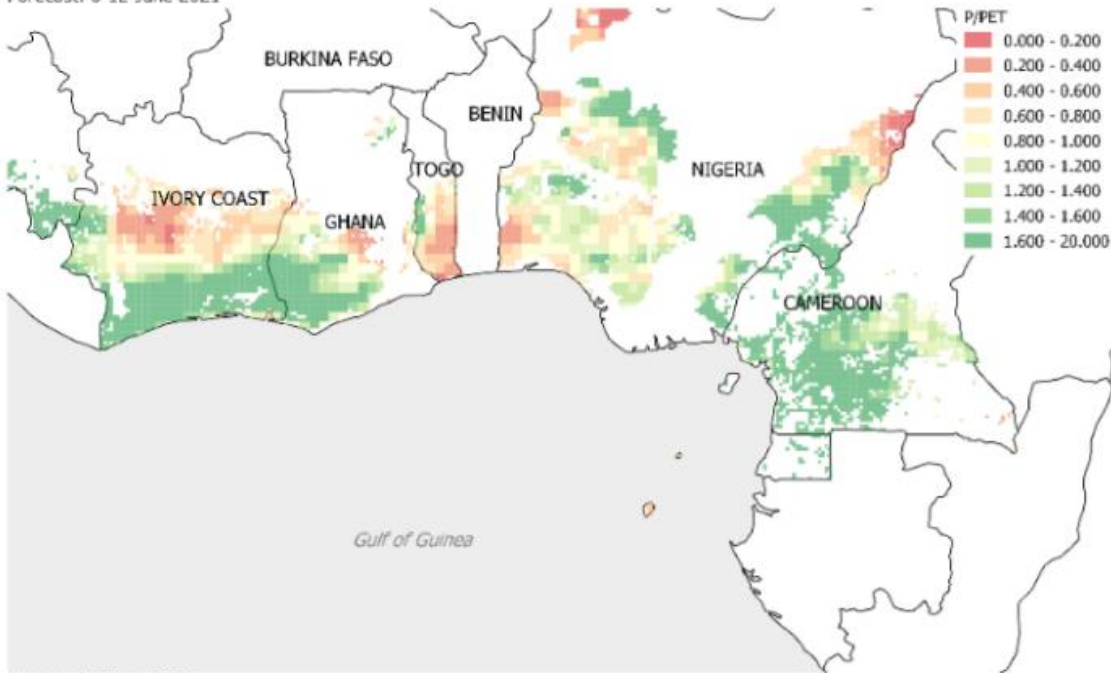 P/PET
0.000 - 0.200
0.200 - 0.400
0.400 - 0.600
0.600 - 0.800
0.800 - 1.000
1.000 - 1.200
1.200 - 1.400
1.400 - 1.600
1.600 - 20.000
BURKINA FASO
BENIN
TOGO
NIGERIA
IVORY COAST
GHANA
CAMEROON
Gulf of Guinea